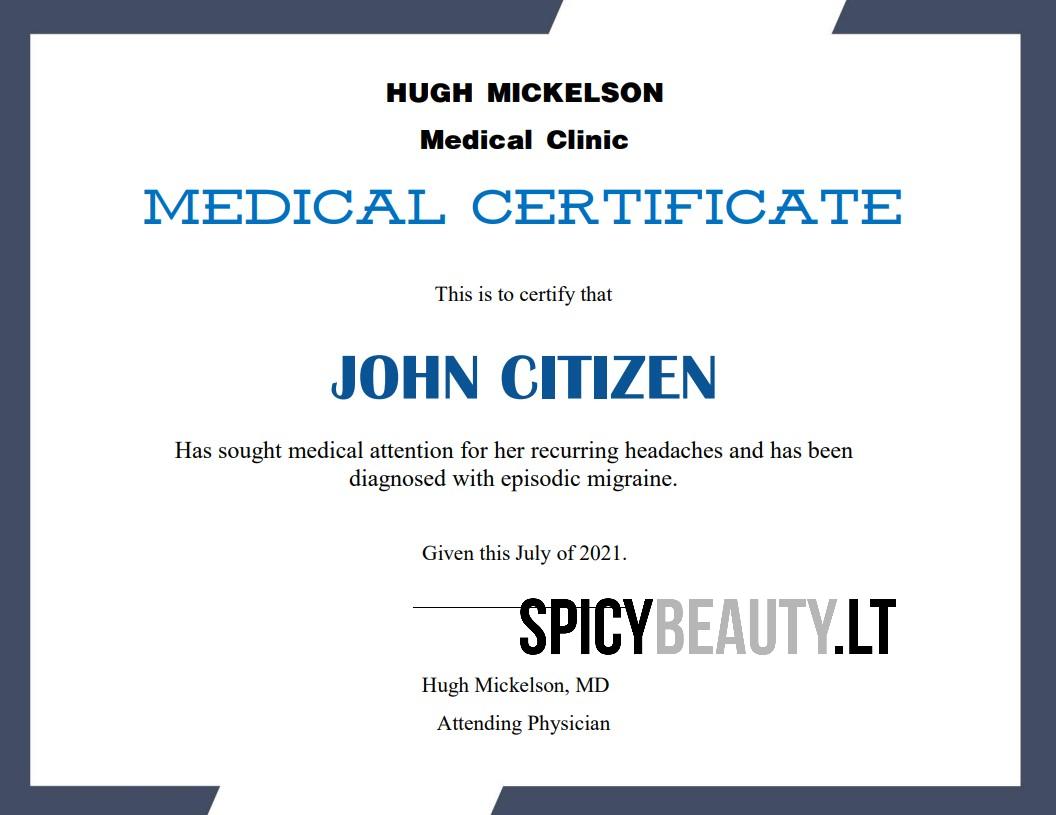 HUGH MICKELSON
Medical Clinic
MEDICAL CERTIFICATE
This is to certify that
JOHN CITIZEN
Has sought medical attention for her recurring headaches and has been
diagnosed with episodic migraine.
Given this July of 2021.
SPICYBEAUTY.LT
Hugh Mickelson, MD
Attending Physician